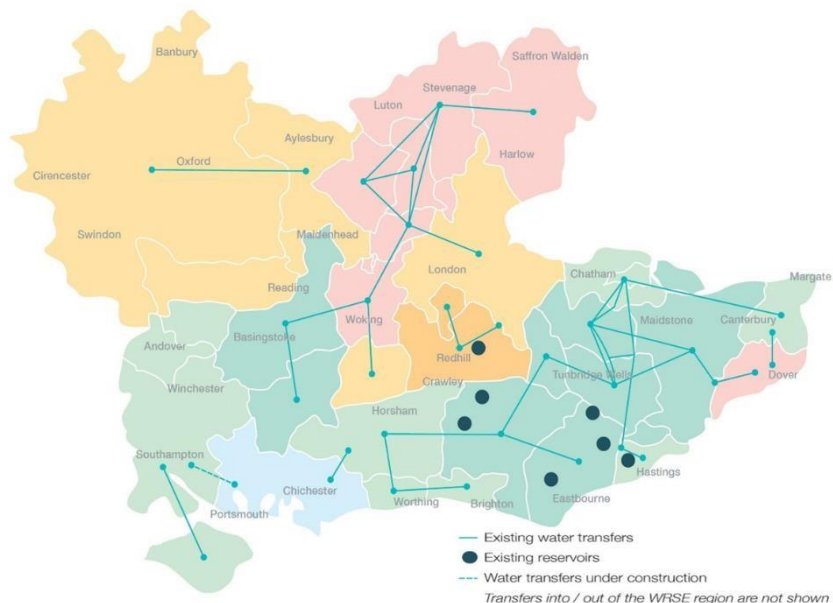 Banbury
Saffron Walden
Stevenage
Luton
Aylesbury
Harlow
Oxford
Cirencester
Swindon
Maidenhead
London
Chatham
Margate
Reading
Woking
Maidstone
Canterbury
Basingstoke
Andover
Redhill
Tunbridge Wells
Dover
Winchester
Crawley
Horsham
Southampton
Hastings
Chichester
Worthing
Brighton
Eastbourne
Portsmouth
Existing water transfers
Existing reservoirs
Water transfers under construction
Transfers into / out of the WRSE region are not shown